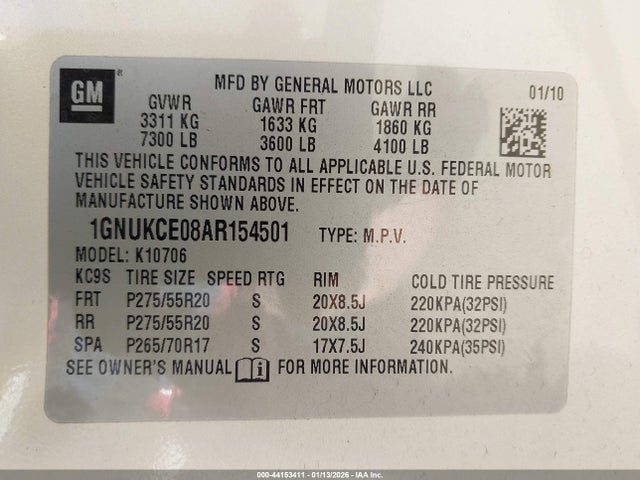 GM
MFD BY GENERAL MOTORS LLC
01/10
GVWR GAWR FRT GAWR RR
3311 KG 1633 KG 1860 KG
7300 LB 3600 LB 4100 LB
THIS VEHICLE CONFORMS TO ALL APPLICABLE U.S. FEDERAL MOTOR
VEHICLE SAFETY STANDARDS IN EFFECT ON THE DATE OF
MANUFACTURE SHOWN ABOVE.
1GNUKCE08AR154501 TYPE: M.P.V.
MODEL: K10706
KC9S TIRE SIZE SPEED RTG RIM COLD TIRE PRESSURE
FRT P275/55R20 S 20X8.5J 220KPA(32PSI)
RR P275/55R20 S 20X8.5J 220KPA(32PSI)
SPA P265/70R17 S 17X7.5J 240KPA(35PSI)
SEE OWNER'S MANUAL FOR MORE INFORMATION.
000-44153411 - 01/13/2026 - IAA Inc.